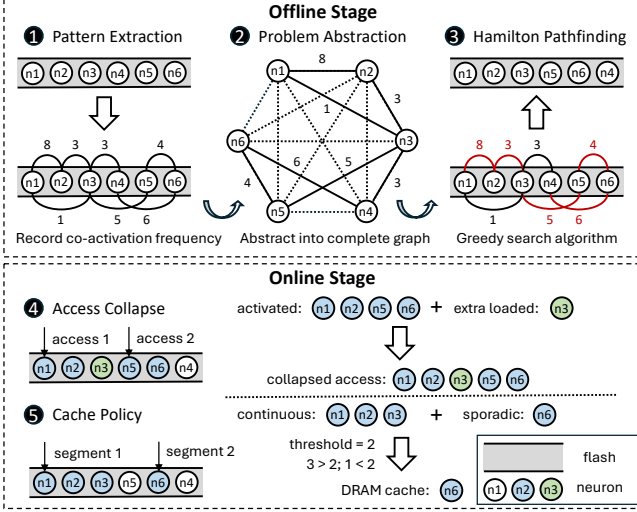 Offline Stage
1 Pattern Extraction
n1 n2 n3 n4 n5 n6
8 3 3 4
n1 n2 n3 n4 n5 n6
1 5 6
Record co-activation frequency
2 Problem Abstraction
8
n1 n2
1 3
n6 n3
4 6 5 3
n5 n4
Abstract into complete graph
3 Hamilton Pathfinding
n1 n2 n3 n5 n6 n4
8 3 3 4
n1 n2 n3 n4 n5 n6
1 5 6
Greedy search algorithm
Online Stage
4 Access Collapse
access 1 access 2
n1 n2 n3 n5 n6 n4
activated: n1 n2 n5 n6 + extra loaded: n3
collapsed access: n1 n2 n3 n5 n6
5 Cache Policy
segment 1 segment 2
n1 n2 n3 n5 n6 n4
continuous: n1 n2 n3 + sporadic: n6
threshold = 2
3 > 2; 1 < 2
DRAM cache: n6
flash
n1 n2 n3 neuron